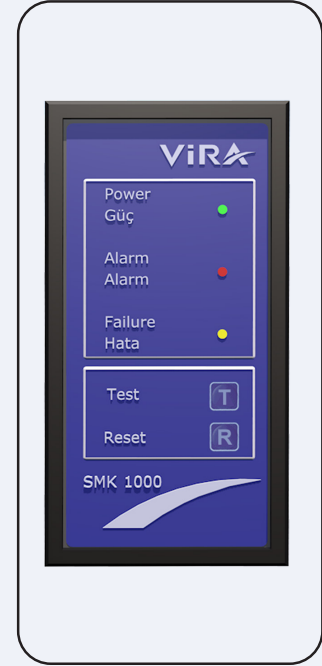 ViRA
Power
Güç
Alarm
Alarm
Failure
Hata
Test T
Reset R
SMK 1000